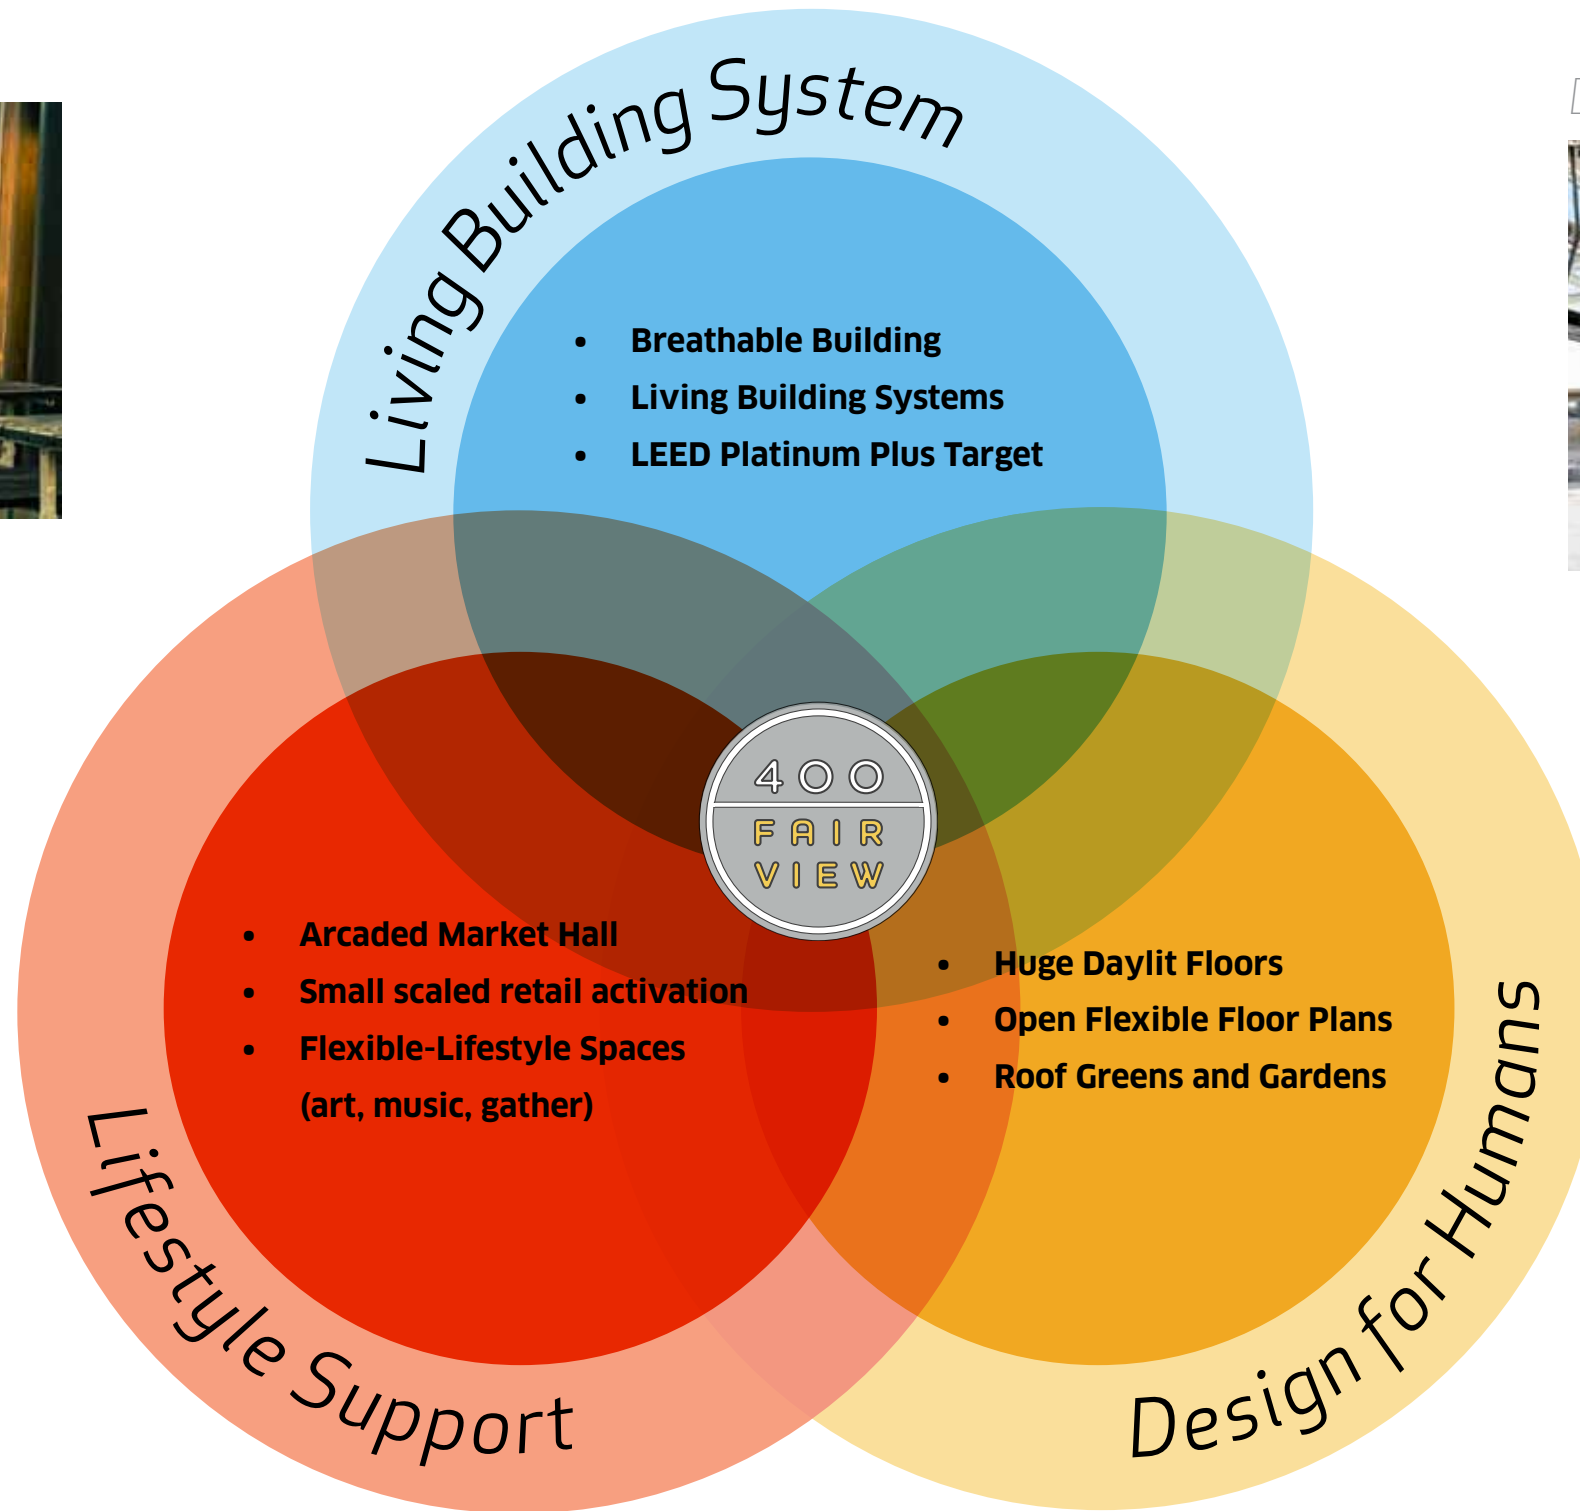 Living Building System
• Breathable Building
• Living Building Systems
• LEED Platinum Plus Target
400
FAIR
VIEW
• Arcaded Market Hall
• Small scaled retail activation
• Flexible-Lifestyle Spaces
(art, music, gather)
• Huge Daylit Floors
• Open Flexible Floor Plans
• Roof Greens and Gardens
Lifestyle Support
Design for Humans